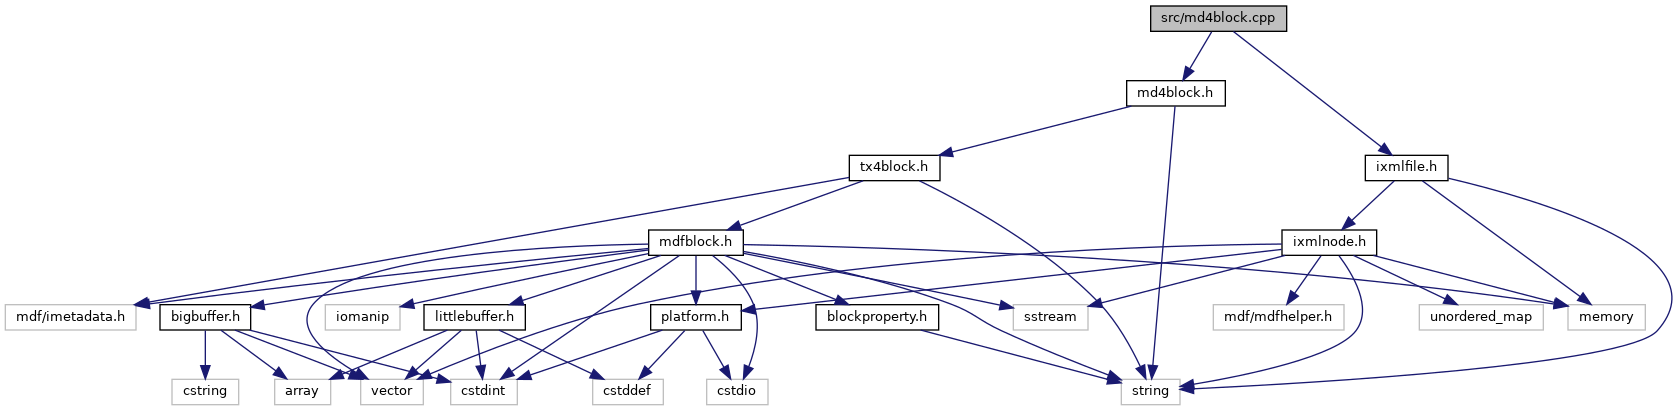 src/md4block.cpp
md4block.h
tx4block.h
ixmlfile.h
mdfblock.h
ixmlnode.h
mdf/imetadata.h
bigbuffer.h
iomanip
littlebuffer.h
platform.h
blockproperty.h
sstream
mdf/mdfhelper.h
unordered_map
memory
cstring
array
vector
cstdint
cstddef
cstdio
string